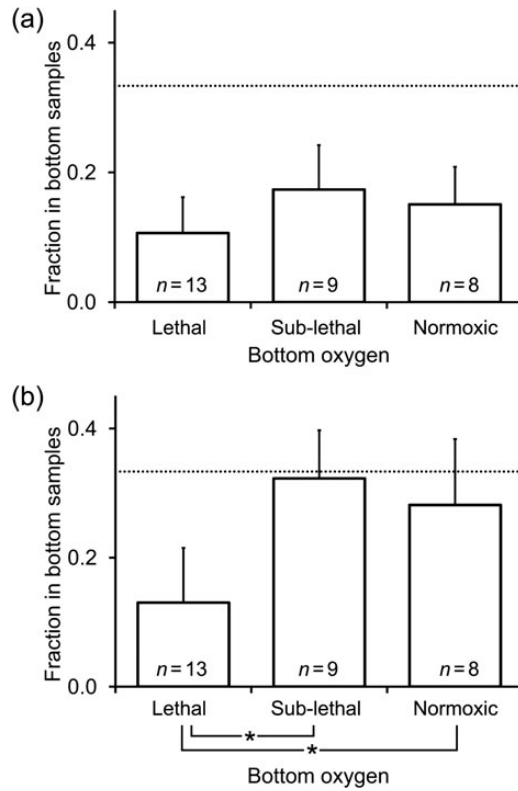 (a)
Fraction in bottom samples
0.4
0.2
0.0
n = 13
n = 9
n = 8
Lethal
Sub-lethal
Normoxic
Bottom oxygen
(b)
Fraction in bottom samples
0.4
0.2
0.0
n = 13
n = 9
n = 8
Lethal
Sub-lethal
Normoxic
*
*
Bottom oxygen